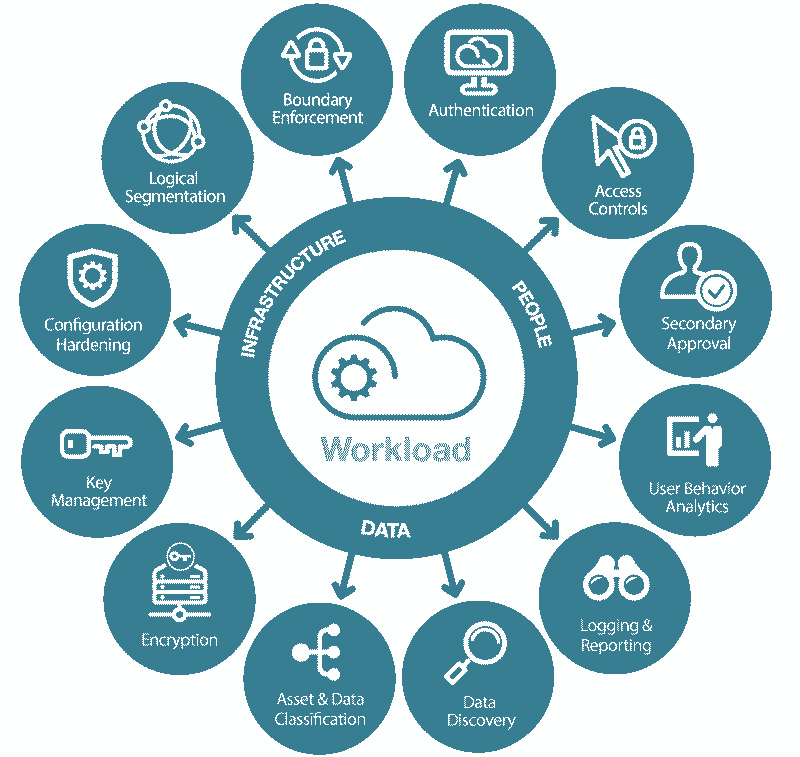 Boundary
Enforcement
Authentication
Access
Controls
Secondary
Approval
User Behavior
Analytics
Logging &
Reporting
Data
Discovery
Asset & Data
Classification
Encryption
Key
Management
Configuration
Hardening
Logical
Segmentation
INFRASTRUCTURE
PEOPLE
DATA
Workload